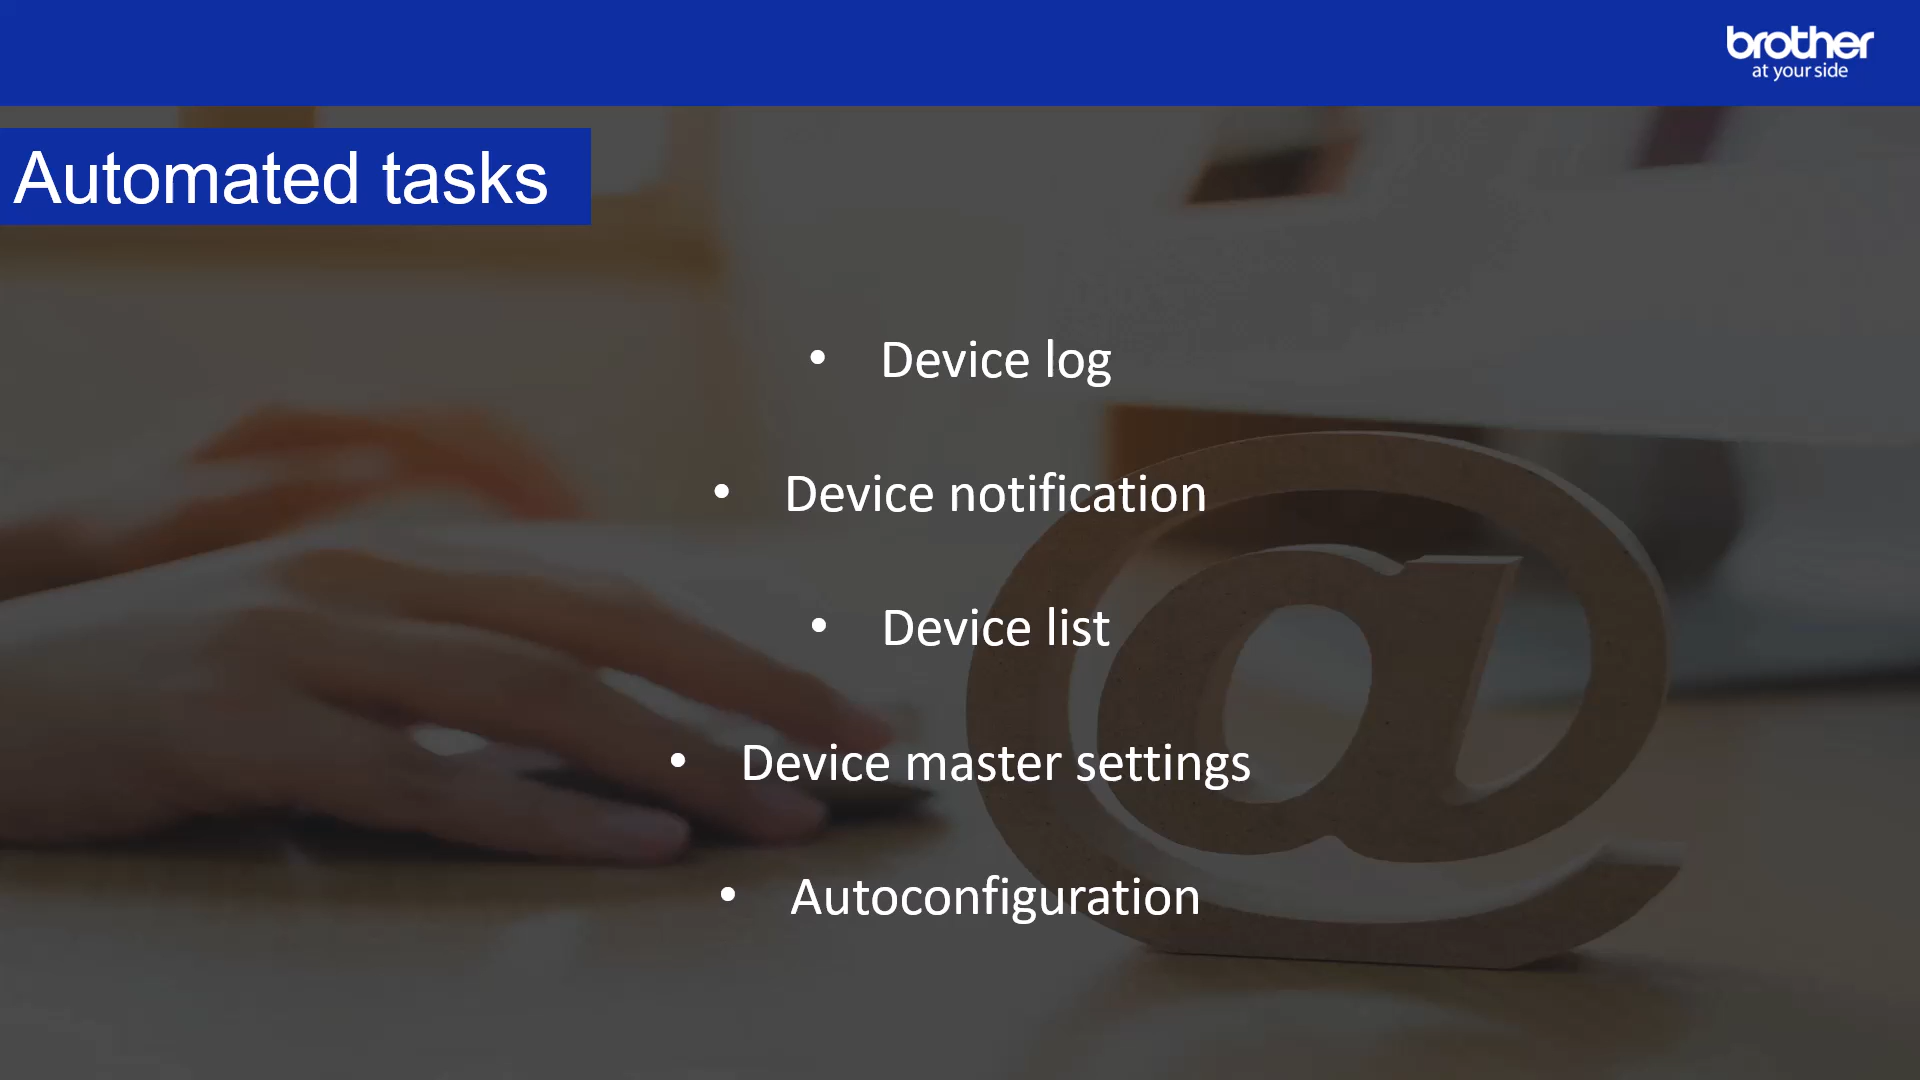 brother
at your side
Automated tasks
• Device log
• Device notification
• Device list
• Device master settings
• Autoconfiguration